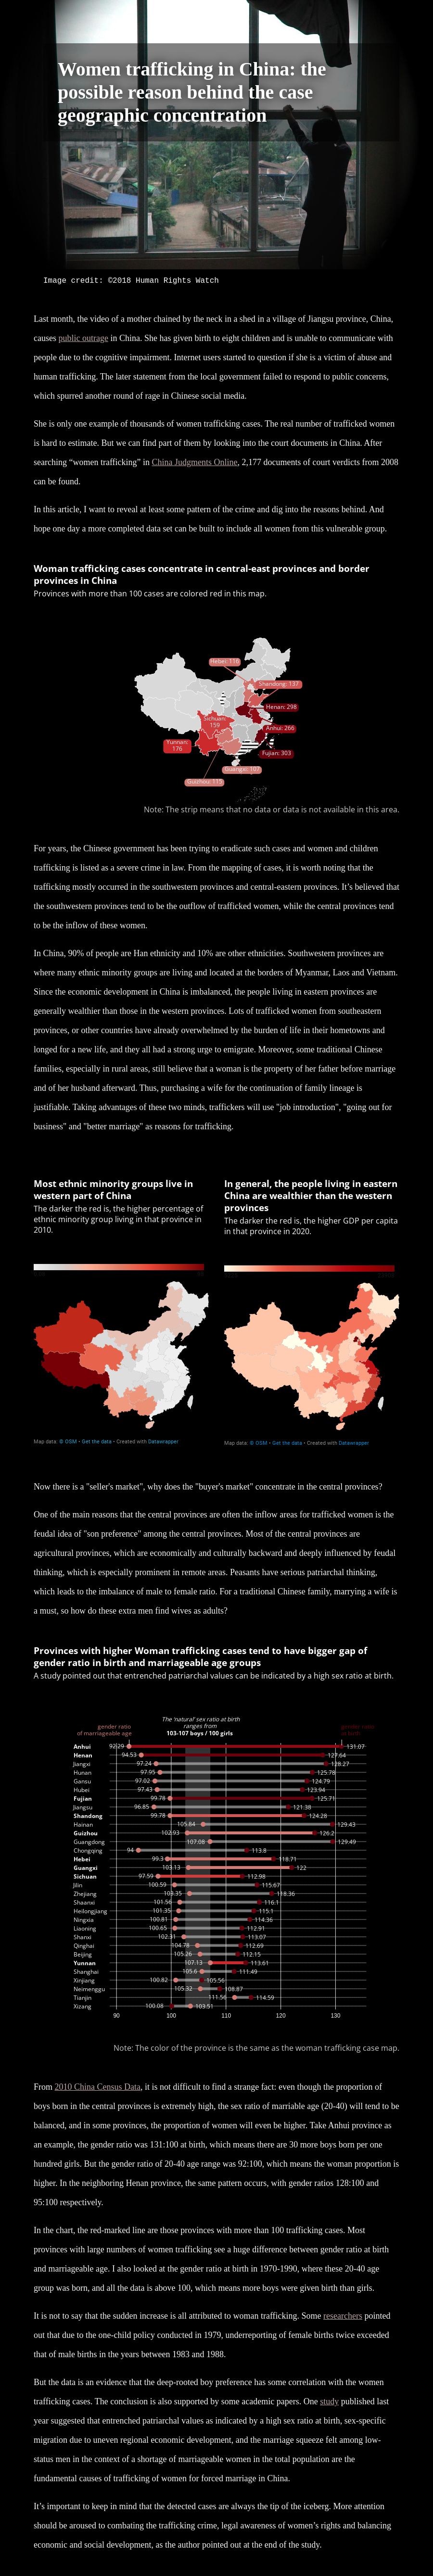 Women trafficking in China: the
possible reason behind the case
geographic concentration
Image credit: ©2018 Human Rights Watch
Last month, the video of a mother chained by the neck in a shed in a village of Jiangsu province, China,
causes public outrage in China. She has given birth to eight children and is unable to communicate with
people due to the cognitive impairment. Internet users started to question if she is a victim of abuse and
human trafficking. The later statement from the local government failed to respond to public concerns,
which spurred another round of rage in Chinese social media.
She is only one example of thousands of women trafficking cases. The real number of trafficked women
is hard to estimate. But we can find part of them by looking into the court documents in China. After
searching “women trafficking” in China Judgments Online, 2,177 documents of court verdicts from 2008
can be found.
In this article, I want to reveal at least some pattern of the crime and dig into the reasons behind. And
hope one day a more completed data set can be built to include all women from this vulnerable group.
Woman trafficking cases concentrate in central-east provinces and border
provinces in China
Provinces with more than 100 cases are colored red in this map.
Hebei: 116
Shandong: 137
Henan: 298
Sichuan:
159
Anhui: 266
Yunnan:
176
Fujian: 303
Guangxi: 107
Guizhou: 115
Note: The strip means that no data or data is not available in this area.
For years, the Chinese government has been trying to eradicate such cases and women and children
trafficking is listed as a severe crime in law. From the mapping of cases, it is worth noting that the
trafficking mostly occurred in the southwestern provinces and central-eastern provinces. It’s believed that
the southwestern provinces tend to be the outflow of trafficked women, while the central provinces tend
to be the inflow of these women.
In China, 90% of people are Han ethnicity and 10% are other ethnicities. Southwestern provinces are
where many ethnic minority groups are living and located at the borders of Myanmar, Laos and Vietnam.
Since the economic development in China is imbalanced, the people living in eastern provinces are
generally wealthier than those in the western provinces. Lots of trafficked women from southeastern
provinces, or other countries have already overwhelmed by the burden of life in their hometowns and
longed for a new life, and they all had a strong urge to emigrate. Moreover, some traditional Chinese
families, especially in rural areas, still believe that a woman is the property of her father before marriage
and of her husband afterward. Thus, purchasing a wife for the continuation of family lineage is
justifiable. Taking advantages of these two minds, traffickers will use "job introduction", "going out for
business" and "better marriage" as reasons for trafficking.
Most ethnic minority groups live in
western part of China
The darker the red is, the higher percentage of
ethnic minority group living in that province in
2010.
Map data: © OSM • Get the data • Created with Datawrapper
In general, the people living in eastern
China are wealthier than the western
provinces
The darker the red is, the higher GDP per capita
in that province in 2020.
Map data: © OSM • Get the data • Created with Datawrapper
Now there is a "seller's market", why does the "buyer's market" concentrate in the central provinces?
One of the main reasons that the central provinces are often the inflow areas for trafficked women is the
feudal idea of "son preference" among the central provinces. Most of the central provinces are
agricultural provinces, which are economically and culturally backward and deeply influenced by feudal
thinking, which is especially prominent in remote areas. Peasants have serious patriarchal thinking,
which leads to the imbalance of male to female ratio. For a traditional Chinese family, marrying a wife is
a must, so how do these extra men find wives as adults?
Provinces with higher Woman trafficking cases tend to have bigger gap of
gender ratio in birth and marriageable age groups
A study pointed out that entrenched patriarchal values can be indicated by a high sex ratio at birth.
The 'natural' sex ratio at birth
ranges from
103-107 boys / 100 girls
gender ratio
of marriageable age
gender ratio
at birth
Anhui 92.29 131.07
Henan 94.53 127.64
Jiangxi 97.24 128.27
Hunan 97.95 125.78
Gansu 97.02 124.79
Hubei 97.43 123.94
Fujian 99.78 125.71
Jiangsu 96.85 121.38
Shandong 99.78 124.28
Hainan 105.84 129.43
Guizhou 102.93 126.2
Guangdong 107.08 129.49
Chongqing 94 113.8
Hebei 99.3 118.71
Guangxi 103.13 122
Sichuan 97.59 112.98
Jilin 100.59 115.67
Zhejiang 103.35 118.36
Shaanxi 101.56 116.1
Heilongjiang 101.35 115.1
Ningxia 100.81 114.36
Liaoning 100.65 112.91
Shanxi 102.31 113.07
Qinghai 104.78 112.69
Beijing 105.26 112.15
Yunnan 107.13 113.61
Shanghai 105.6 111.49
Xinjiang 100.82 105.56
Neimenggu 105.32 108.87
Tianjin 111.56 114.59
Xizang 100.08 103.51
90 100 110 120 130
Note: The color of the province is the same as the woman trafficking case map.
From 2010 China Census Data, it is not difficult to find a strange fact: even though the proportion of
boys born in the central provinces is extremely high, the sex ratio of marriable age (20-40) will tend to be
balanced, and in some provinces, the proportion of women will even be higher. Take Anhui province as
an example, the gender ratio was 131:100 at birth, which means there are 30 more boys born per one
hundred girls. But the gender ratio of 20-40 age range was 92:100, which means the woman proportion is
higher. In the neighboring Henan province, the same pattern occurs, with gender ratios 128:100 and
95:100 respectively.
In the chart, the red-marked line are those provinces with more than 100 trafficking cases. Most
provinces with large numbers of women trafficking see a huge difference between gender ratio at birth
and marriageable age. I also looked at the gender ratio at birth in 1970-1990, where these 20-40 age
group was born, and all the data is above 100, which means more boys were given birth than girls.
It is not to say that the sudden increase is all attributed to woman trafficking. Some researchers pointed
out that due to the one-child policy conducted in 1979, underreporting of female births twice exceeded
that of male births in the years between 1983 and 1988.
But the data is an evidence that the deep-rooted boy preference has some correlation with the women
trafficking cases. The conclusion is also supported by some academic papers. One study published last
year suggested that entrenched patriarchal values as indicated by a high sex ratio at birth, sex-specific
migration due to uneven regional economic development, and the marriage squeeze felt among low-
status men in the context of a shortage of marriageable women in the total population are the
fundamental causes of trafficking of women for forced marriage in China.
It’s important to keep in mind that the detected cases are always the tip of the iceberg. More attention
should be aroused to combating the trafficking crime, legal awareness of women’s rights and balancing
economic and social development, as the author pointed out at the end of the study.